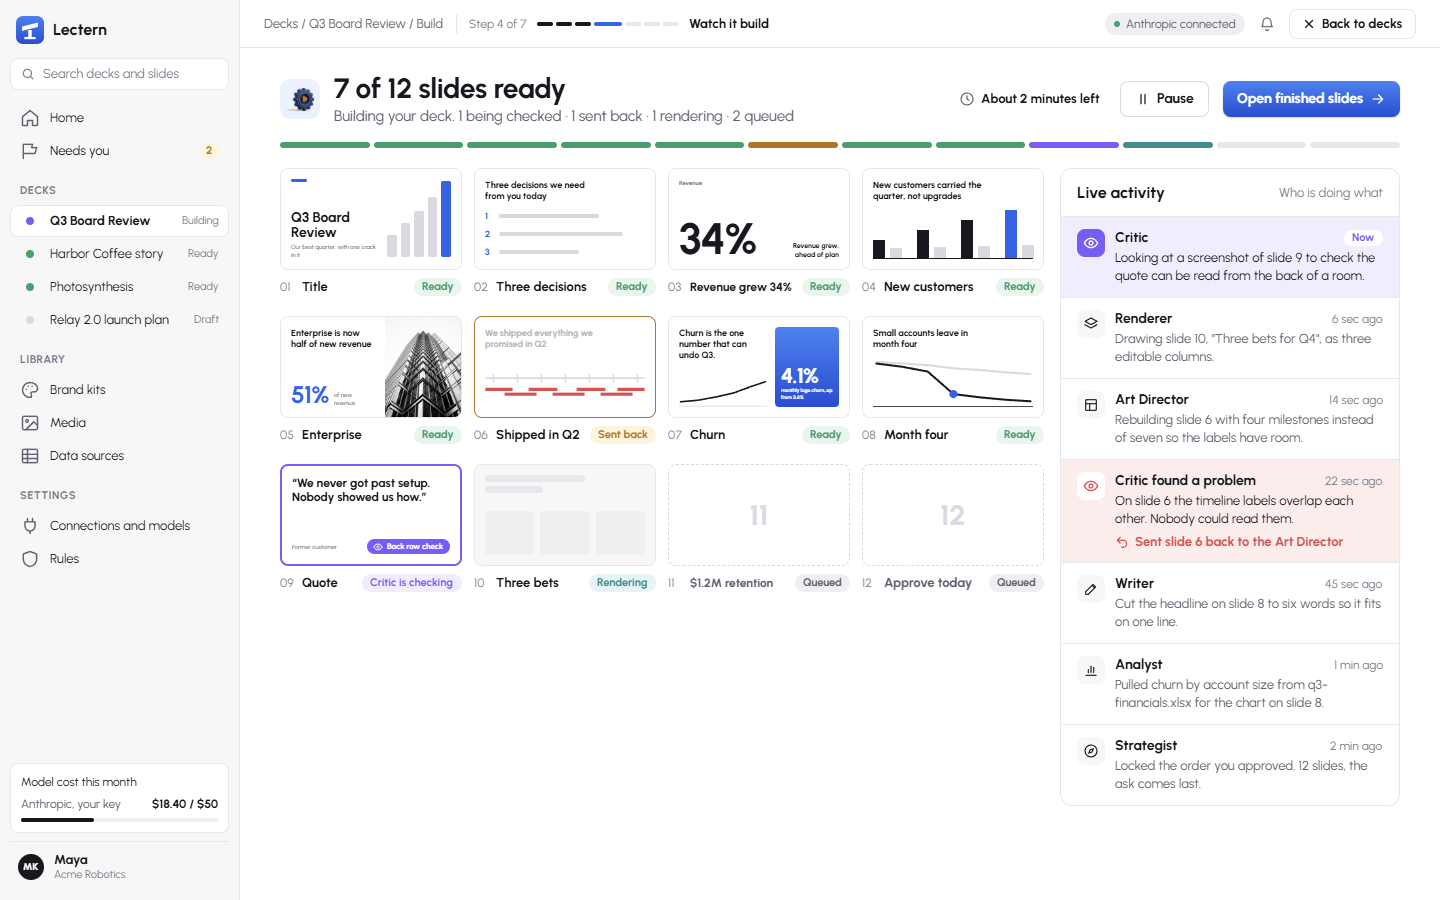 Lectern
Search decks and slides
Home
Needs you 2
DECKS
Q3 Board Review Building
Harbor Coffee story Ready
Photosynthesis Ready
Relay 2.0 launch plan Draft
LIBRARY
Brand kits
Media
Data sources
SETTINGS
Connections and models
Rules
Model cost this month
Anthropic, your key $18.40 / $50
MK
Maya
Acme Robotics
Decks / Q3 Board Review / Build
Step 4 of 7
Watch it build
Anthropic connected
Back to decks
7 of 12 slides ready
Building your deck. 1 being checked · 1 sent back · 1 rendering · 2 queued
About 2 minutes left
Pause
Open finished slides
Q3 Board
Review
Our best quarter, with one crack
in it
01 Title Ready
Three decisions we need
from you today
1
2
3
02 Three decisions Ready
Revenue
34%
Revenue grew,
ahead of plan
03 Revenue grew 34% Ready
New customers carried the
quarter, not upgrades
04 New customers Ready
Enterprise is now
half of new revenue
51% of new
revenue
05 Enterprise Ready
We shipped everything we
promised in Q2
06 Shipped in Q2 Sent back
Churn is the one
number that can
undo Q3.
4.1%
monthly logo churn, up
from 2.6%
07 Churn Ready
Small accounts leave in
month four
08 Month four Ready
“We never got past setup.
Nobody showed us how.”
Former customer
Back row check
09 Quote Critic is checking
10 Three bets Rendering
11
11 $1.2M retention Queued
12
12 Approve today Queued
Live activity
Who is doing what
Critic Now
Looking at a screenshot of slide 9 to check the
quote can be read from the back of a room.
Renderer 6 sec ago
Drawing slide 10, "Three bets for Q4", as three
editable columns.
Art Director 14 sec ago
Rebuilding slide 6 with four milestones instead
of seven so the labels have room.
Critic found a problem 22 sec ago
On slide 6 the timeline labels overlap each
other. Nobody could read them.
Sent slide 6 back to the Art Director
Writer 45 sec ago
Cut the headline on slide 8 to six words so it fits
on one line.
Analyst 1 min ago
Pulled churn by account size from q3-
financials.xlsx for the chart on slide 8.
Strategist 2 min ago
Locked the order you approved. 12 slides, the
ask comes last.